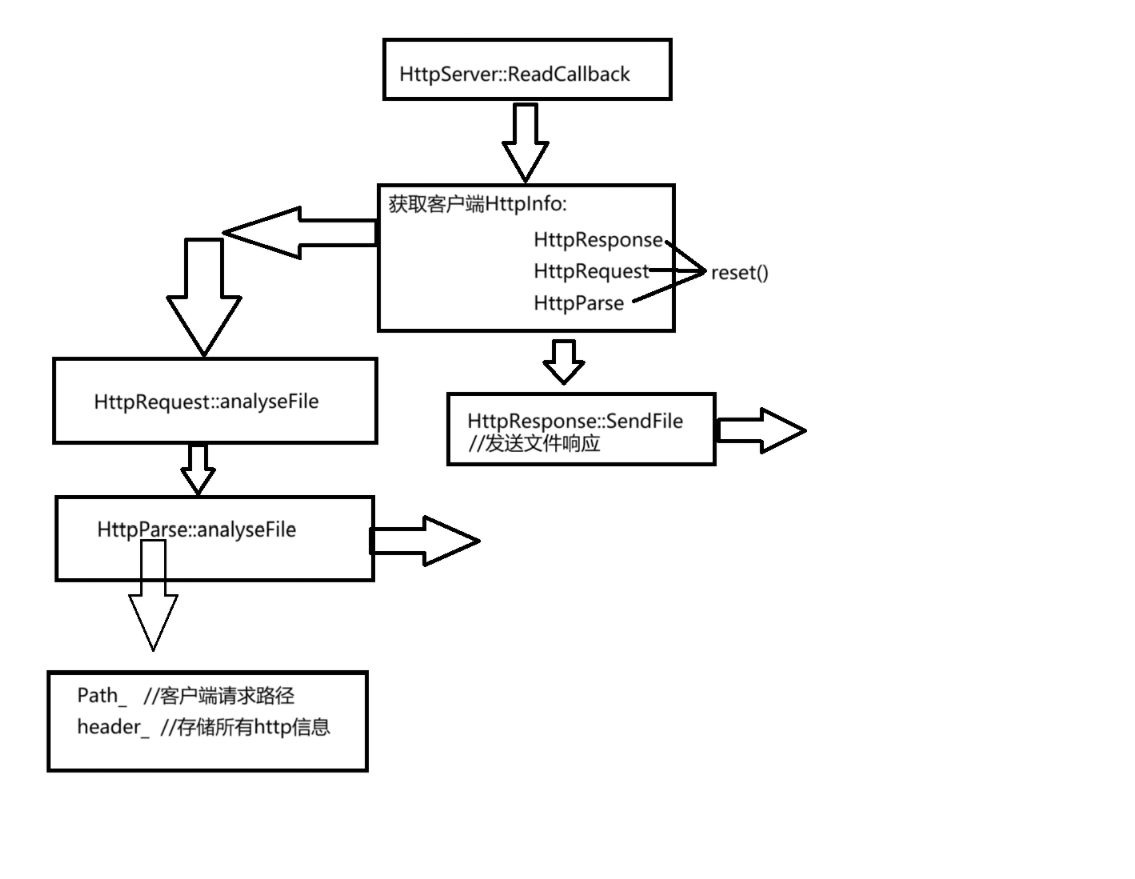 HttpServer::ReadCallback
获取客户端HttpInfo:
HttpResponse
HttpRequest
reset()
HttpParse
HttpRequest::analyseFile
HttpResponse::SendFile
//发送文件响应
HttpParse::analyseFile
Path_ //客户端请求路径
header_ //存储所有http信息